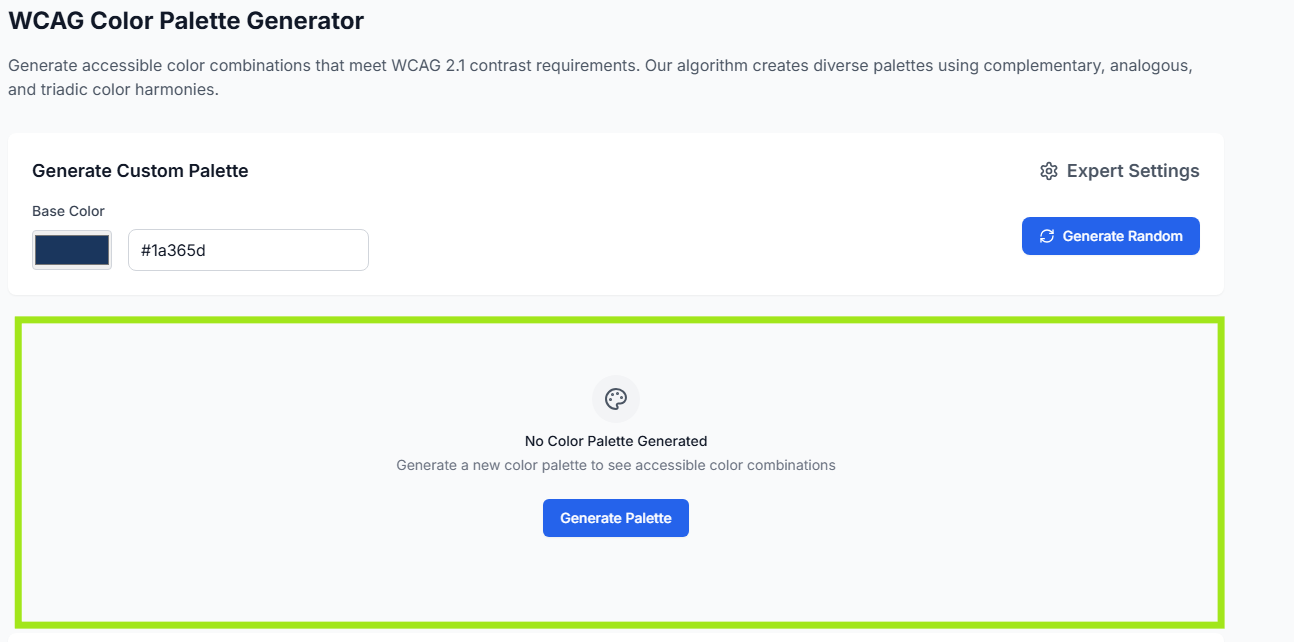 WCAG Color Palette Generator
Generate accessible color combinations that meet WCAG 2.1 contrast requirements. Our algorithm creates diverse palettes using complementary, analogous,
and triadic color harmonies.
Generate Custom Palette
Expert Settings
Base Color
#1a365d
Generate Random
No Color Palette Generated
Generate a new color palette to see accessible color combinations
Generate Palette